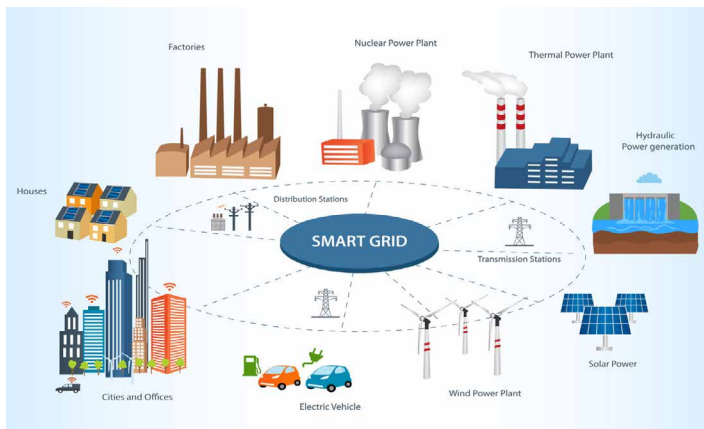 Factories
Nuclear Power Plant
Thermal Power Plant
Hydraulic
Power generation
Houses
Distribution Stations
SMART GRID
Transmission Stations
Solar Power
Wind Power Plant
Electric Vehicle
Cities and Offices